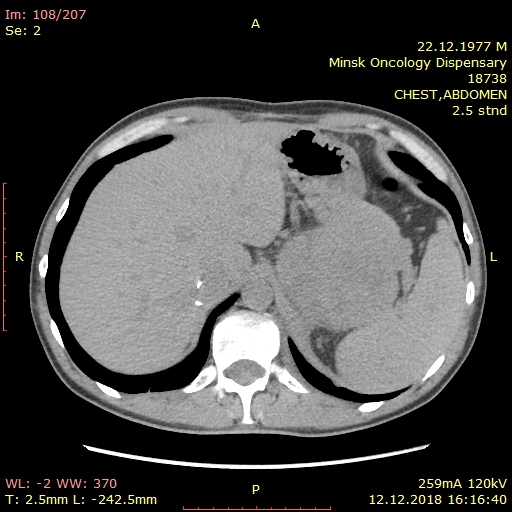 Im: 108/207
Se: 2
A
22.12.1977 M
Minsk Oncology Dispensary
18738
CHEST,ABDOMEN
2.5 stnd
R
L
WL: -2 WW: 370
T: 2.5mm L: -242.5mm
P
259mA 120kV
12.12.2018 16:16:40